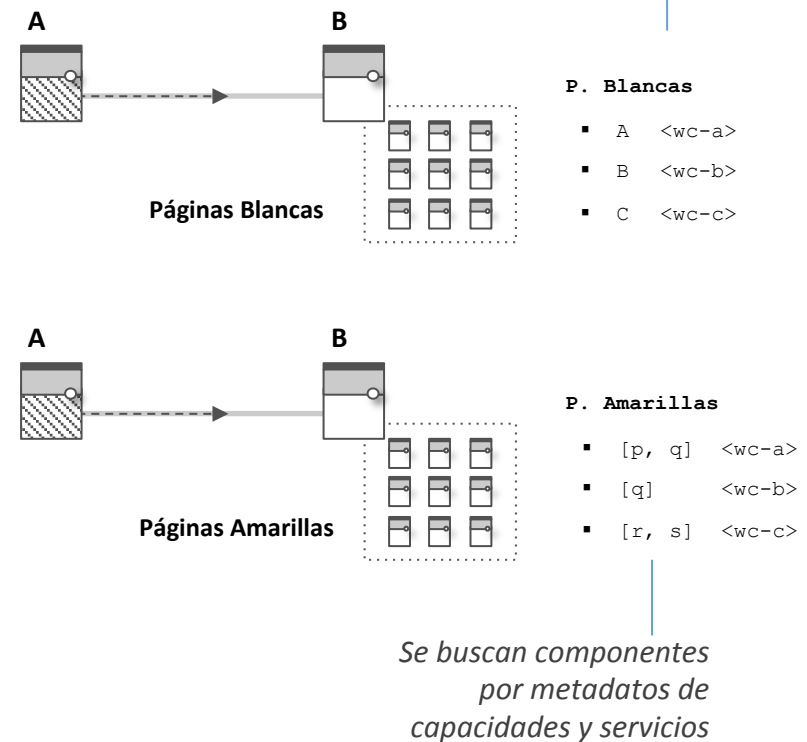 A B
P. Blancas
▪ A <wc-a>
▪ B <wc-b>
▪ C <wc-c>
Páginas Blancas
A B
P. Amarillas
▪ [p, q] <wc-a>
▪ [q] <wc-b>
▪ [r, s] <wc-c>
Páginas Amarillas
Se buscan componentes
por metadatos de
capacidades y servicios